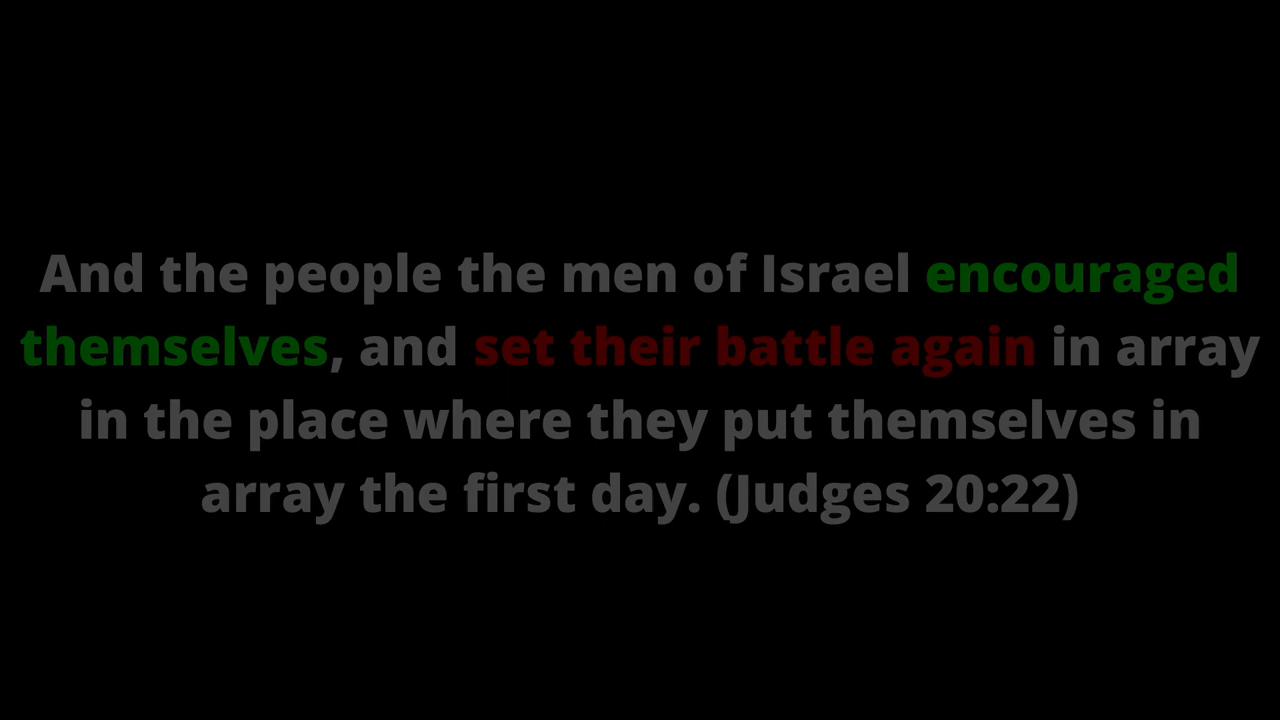 And the people the men of Israel encouraged
themselves, and set their battle again in array
in the place where they put themselves in
array the first day. (Judges 20:22)